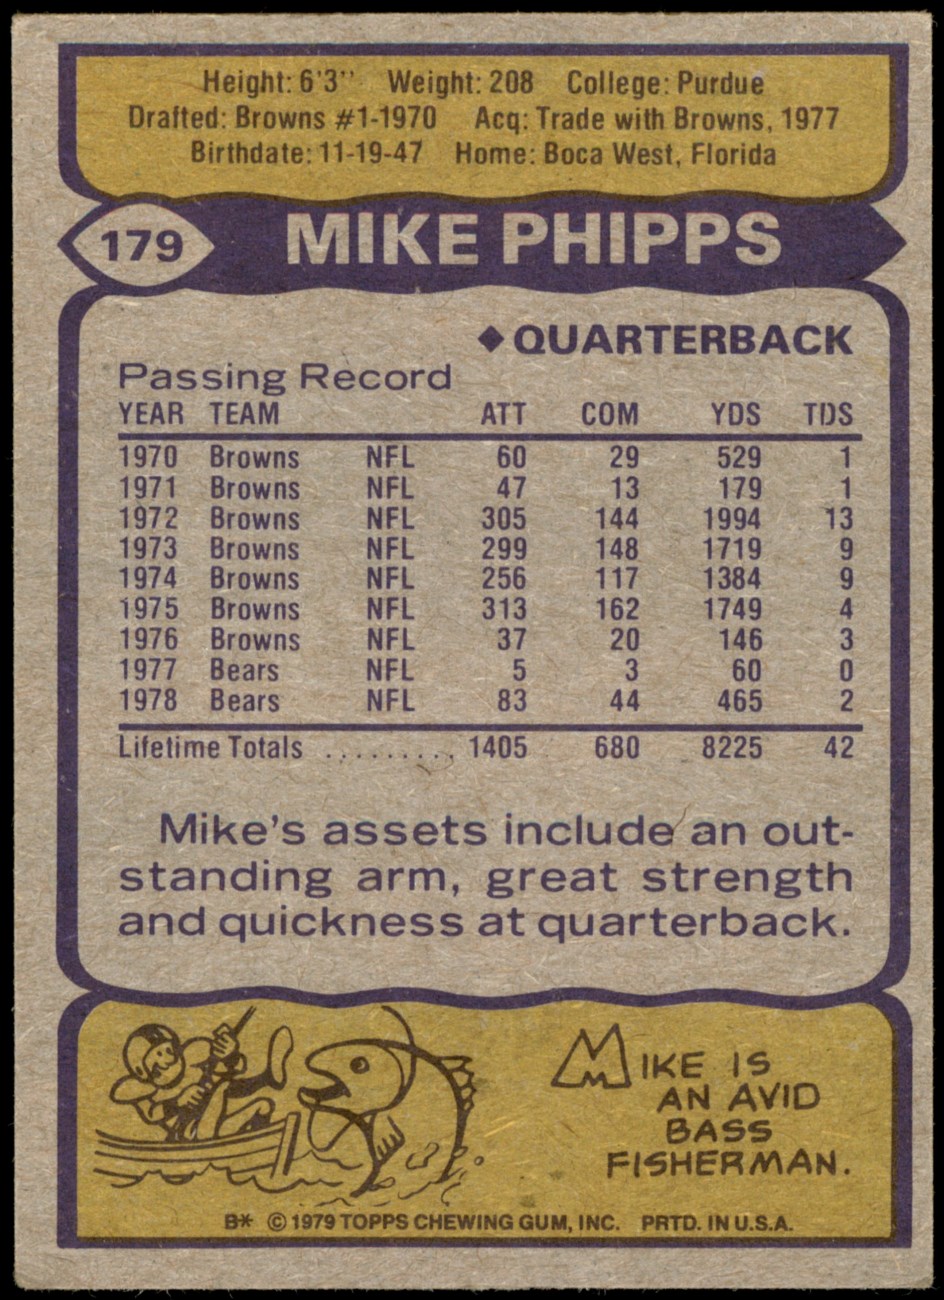 Height: 6'3'' Weight: 208 College: Purdue
Drafted: Browns #1-1970 Acq: Trade with Browns, 1977
Birthdate: 11-19-47 Home: Boca West, Florida
179 MIKE PHIPPS
◆ QUARTERBACK
Passing Record
YEAR TEAM ATT COM YDS TDS
1970 Browns NFL 60 29 529 1
1971 Browns NFL 47 13 179 1
1972 Browns NFL 305 144 1994 13
1973 Browns NFL 299 148 1719 9
1974 Browns NFL 256 117 1384 9
1975 Browns NFL 313 162 1749 4
1976 Browns NFL 37 20 146 3
1977 Bears NFL 5 3 60 0
1978 Bears NFL 83 44 465 2
Lifetime Totals .......... 1405 680 8225 42
Mike's assets include an out-
standing arm, great strength
and quickness at quarterback.
MIKE IS
AN AVID
BASS
FISHERMAN.
B* © 1979 TOPPS CHEWING GUM, INC. PRTD. IN U.S.A.